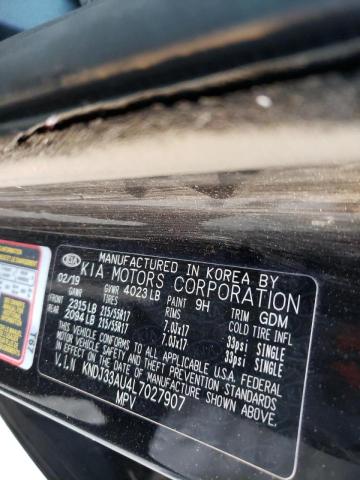 MANUFACTURED IN KOREA BY
KIA KIA MOTORS CORPORATION
02/19 GVWR 4023 LB PAINT 9H TRIM GDM
GAWR TIRES RIMS COLD TIRE INFL
FRONT 2315 LB 215/55R17 7.0Jx17 33psi SINGLE
REAR 2094 LB 215/55R17 7.0Jx17 33psi SINGLE
THIS VEHICLE CONFORMS TO ALL APPLICABLE U.S.A. FEDERAL
MOTOR VEHICLE SAFETY AND THEFT PREVENTION STANDARDS
IN EFFECT ON THE DATE OF MANUFACTURE SHOWN ABOVE.
V.I.N KNDJ33AU4L7027907
MPV